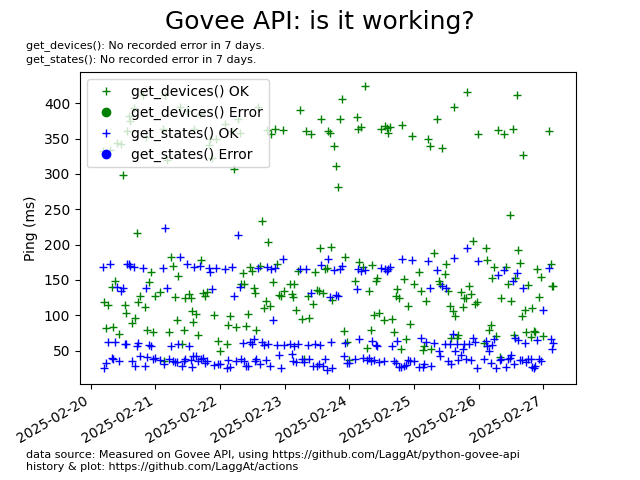 Govee API: is it working?
get_devices(): No recorded error in 7 days.
get_states(): No recorded error in 7 days.
get_devices() OK
get_devices() Error
get_states() OK
get_states() Error
Ping (ms)
400
350
300
250
200
150
100
50
2025-02-20
2025-02-21
2025-02-22
2025-02-23
2025-02-24
2025-02-25
2025-02-26
2025-02-27
data source: Measured on Govee API, using https://github.com/LaggAt/python-govee-api
history & plot: https://github.com/LaggAt/actions